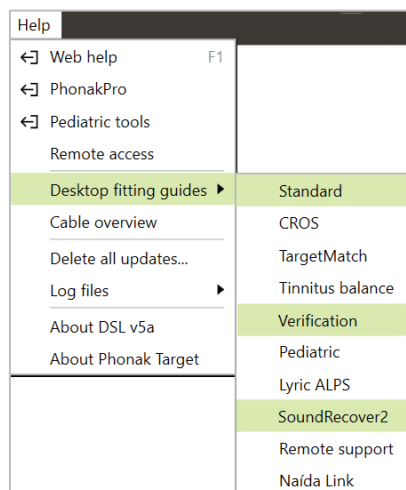 Help
Web help F1
PhonakPro
Pediatric tools
Remote access
Desktop fitting guides
Cable overview
Delete all updates...
Log files
About DSL v5a
About Phonak Target
Standard
CROS
TargetMatch
Tinnitus balance
Verification
Pediatric
Lyric ALPS
SoundRecover2
Remote support
Naída Link